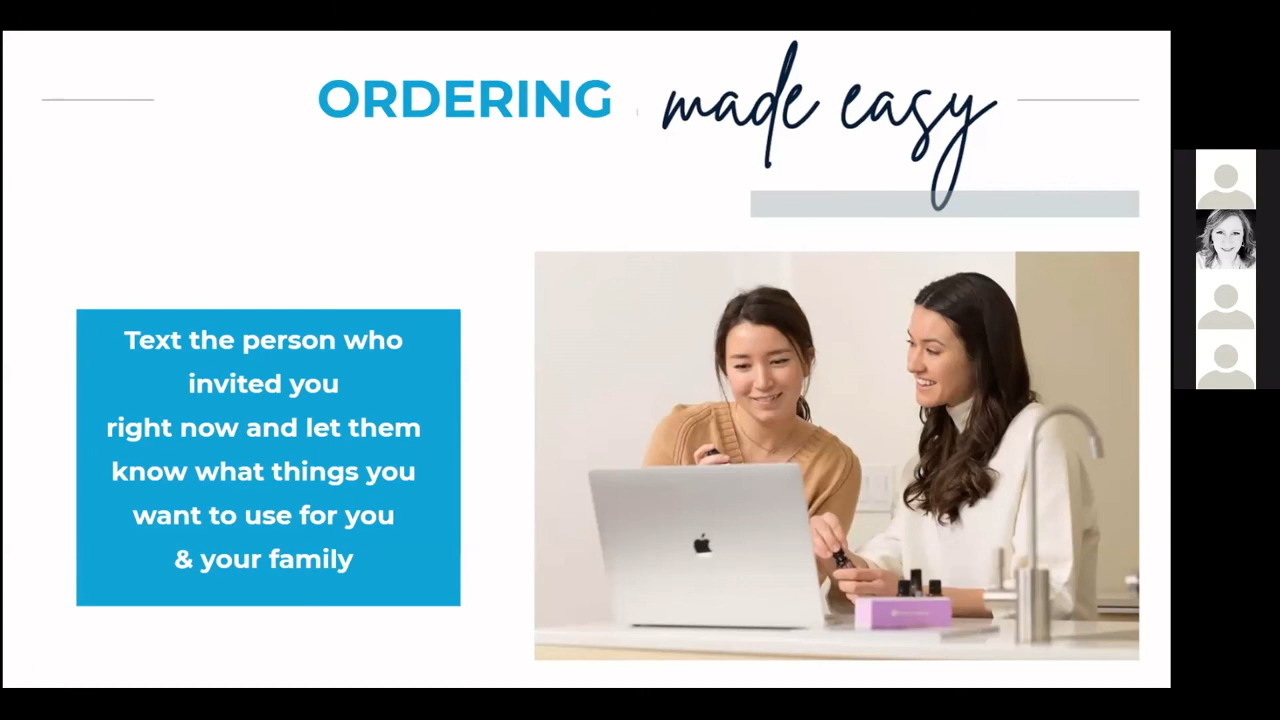 ORDERING made easy
Text the person who
invited you
right now and let them
know what things you
want to use for you
& your family